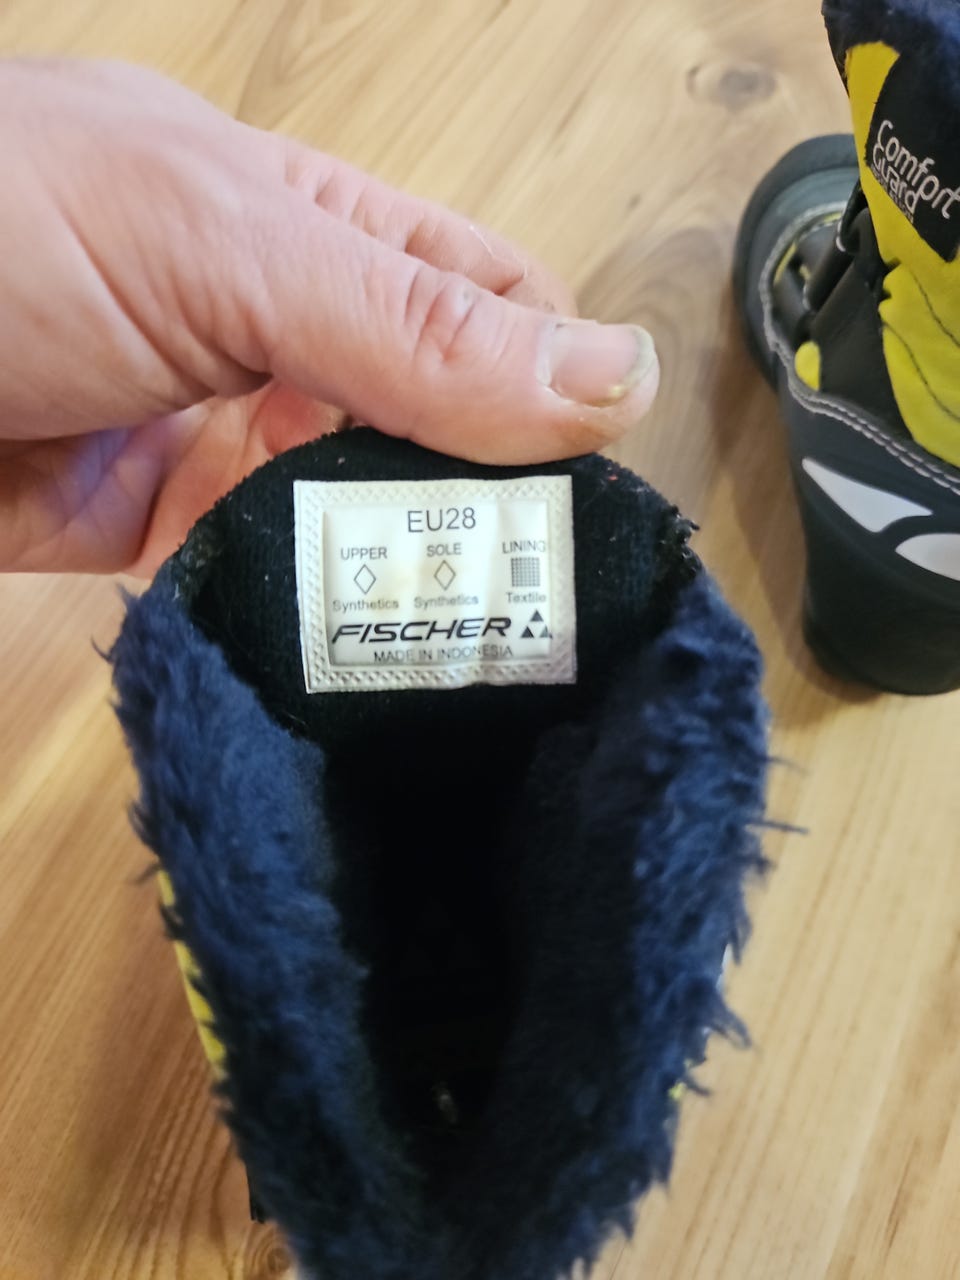 Comfort
Guard
EU28
UPPER SOLE LINING
Synthetics Synthetics Textile
FISCHER
MADE IN INDONESIA